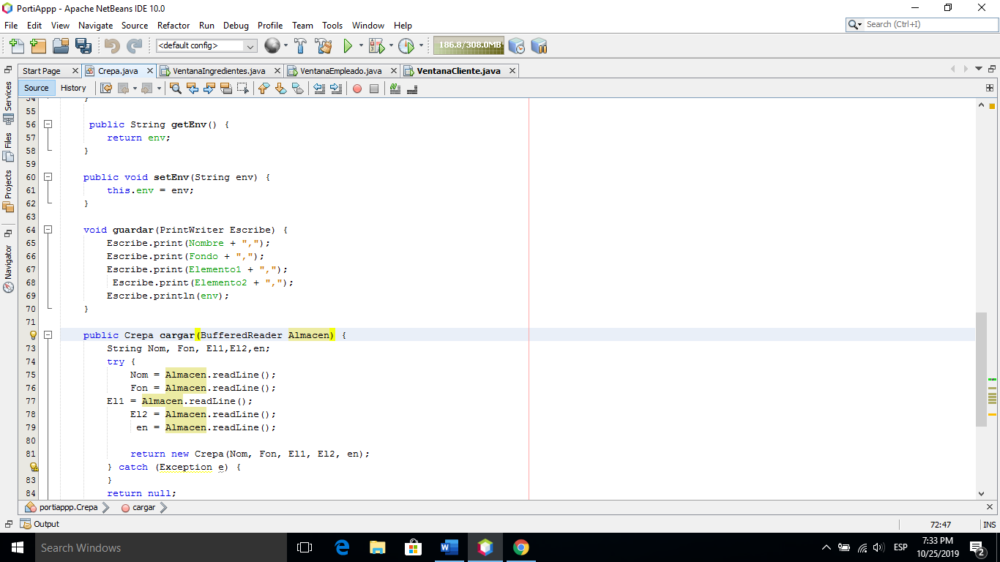 PortiAppp - Apache NetBeans IDE 10.0
File Edit View Navigate Source Refactor Run Debug Profile Team Tools Window Help
Search (Ctrl+I)
<default config>
186.8/308.0MB
Start Page Crepa.java VentanaIngredientes.java VentanaEmpleado.java VentanaCliente.java
Source History
Services
Files
Projects
Navigator
54 }
55
56 public String getEnv() {
57 return env;
58 }
59
60 public void setEnv(String env) {
61 this.env = env;
62 }
63
64 void guardar(PrintWriter Escribe) {
65 Escribe.print(Nombre + ",");
66 Escribe.print(Fondo + ",");
67 Escribe.print(Elemento1 + ",");
68 Escribe.print(Elemento2 + ",");
69 Escribe.println(env);
70 }
71
public Crepa cargar(BufferedReader Almacen) {
73 String Nom, Fon, El1,El2,en;
74 try {
75 Nom = Almacen.readLine();
76 Fon = Almacen.readLine();
77 El1 = Almacen.readLine();
78 El2 = Almacen.readLine();
79 en = Almacen.readLine();
80
81 return new Crepa(Nom, Fon, El1, El2, en);
} catch (Exception e) {
83 }
84 return null;
portiappp.Crepa cargar
Output
72:47 INS
Search Windows
ESP
7:33 PM
10/25/2019
2